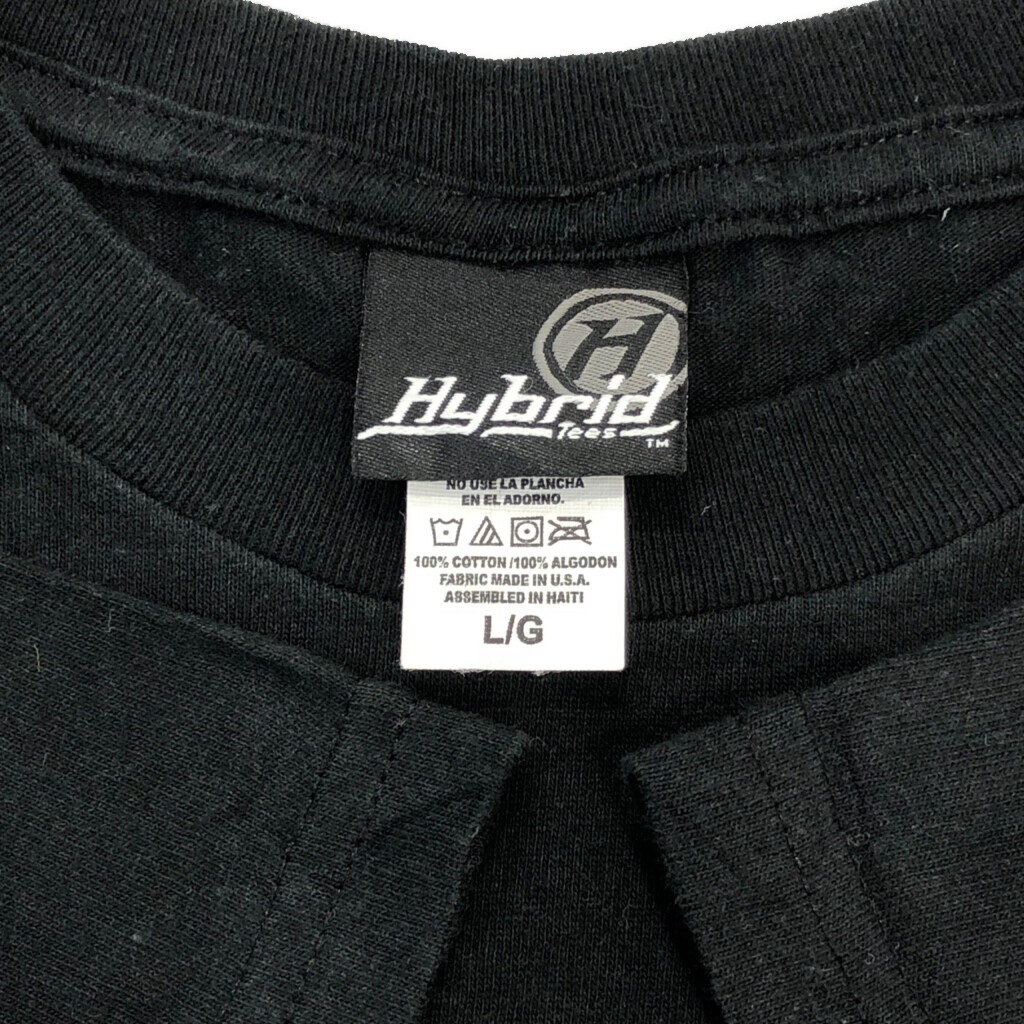 H
Hybrid
Tees
TM
NO USE LA PLANCHA
EN EL ADORNO.
100% COTTON /100% ALGODON
FABRIC MADE IN U.S.A.
ASSEMBLED IN HAITI
L/G